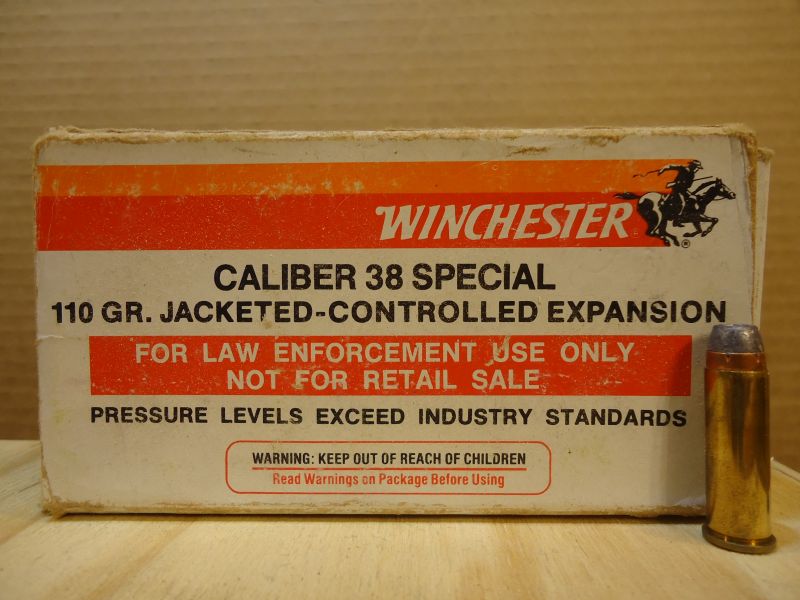 WINCHESTER
®
CALIBER 38 SPECIAL
110 GR. JACKETED-CONTROLLED EXPANSION
FOR LAW ENFORCEMENT USE ONLY
NOT FOR RETAIL SALE
PRESSURE LEVELS EXCEED INDUSTRY STANDARDS
WARNING: KEEP OUT OF REACH OF CHILDREN
Read Warnings on Package Before Using